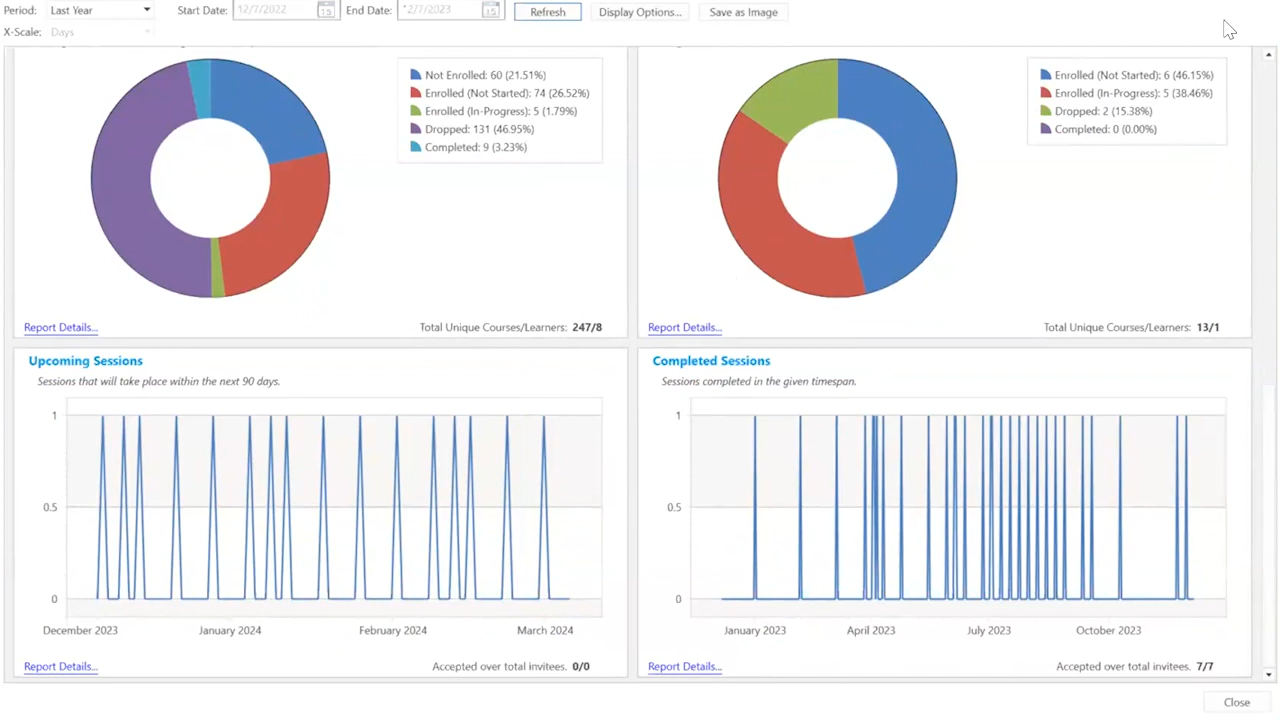 Period: Last Year Start Date: 12/7/2022 15 End Date: 12/7/2023 15 Refresh Display Options... Save as Image
X-Scale: Days
Not Enrolled: 60 (21.51%)
Enrolled (Not Started): 74 (26.52%)
Enrolled (In-Progress): 5 (1.79%)
Dropped: 131 (46.95%)
Completed: 9 (3.23%)
Report Details... Total Unique Courses/Learners: 247/8
Enrolled (Not Started): 6 (46.15%)
Enrolled (In-Progress): 5 (38.46%)
Dropped: 2 (15.38%)
Completed: 0 (0.00%)
Report Details... Total Unique Courses/Learners: 13/1
Upcoming Sessions
Sessions that will take place within the next 90 days.
1
0.5
0
December 2023 January 2024 February 2024 March 2024
Report Details... Accepted over total invitees. 0/0
Completed Sessions
Sessions completed in the given timespan.
1
0.5
0
January 2023 April 2023 July 2023 October 2023
Report Details... Accepted over total invitees. 7/7
Close